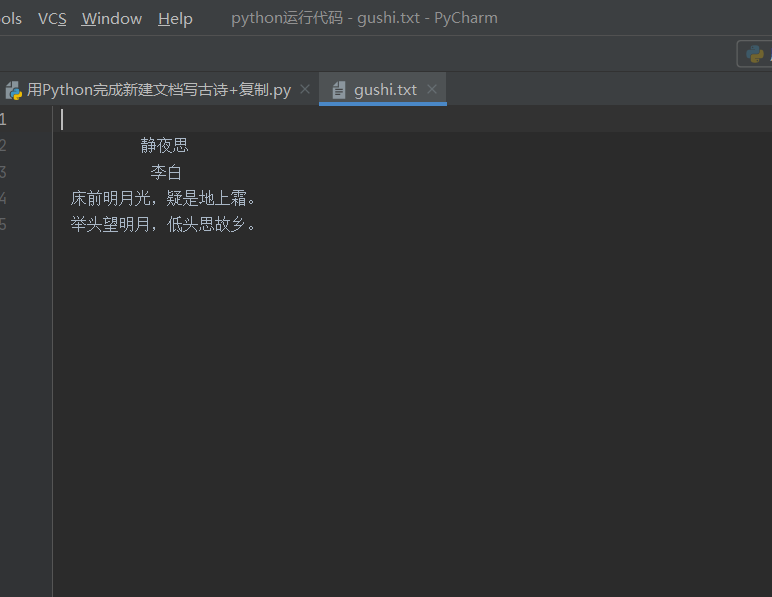 ols VCS Window Help python运行代码 - gushi.txt - PyCharm
用Python完成新建文档写古诗+复制.py gushi.txt
1
2 静夜思
3 李白
4 床前明月光，疑是地上霜。
5 举头望明月，低头思故乡。